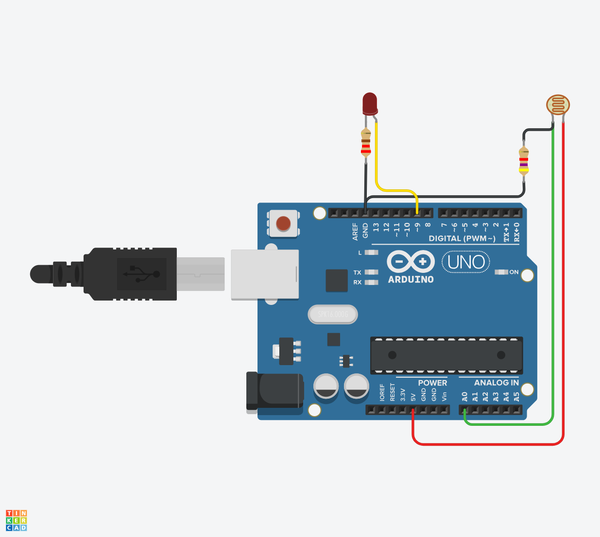 AREF
GND
13
12
~11
~10
~9
8
7
~6
~5
4
~3
2
TX→1
RX←0
DIGITAL (PWM~)
L
TX
RX
ARDUINO
UNO
ON
POWER
ANALOG IN
IOREF
RESET
3.3V
5V
GND
GND
Vin
A0
A1
A2
A3
A4
A5
TIN
KER
CAD